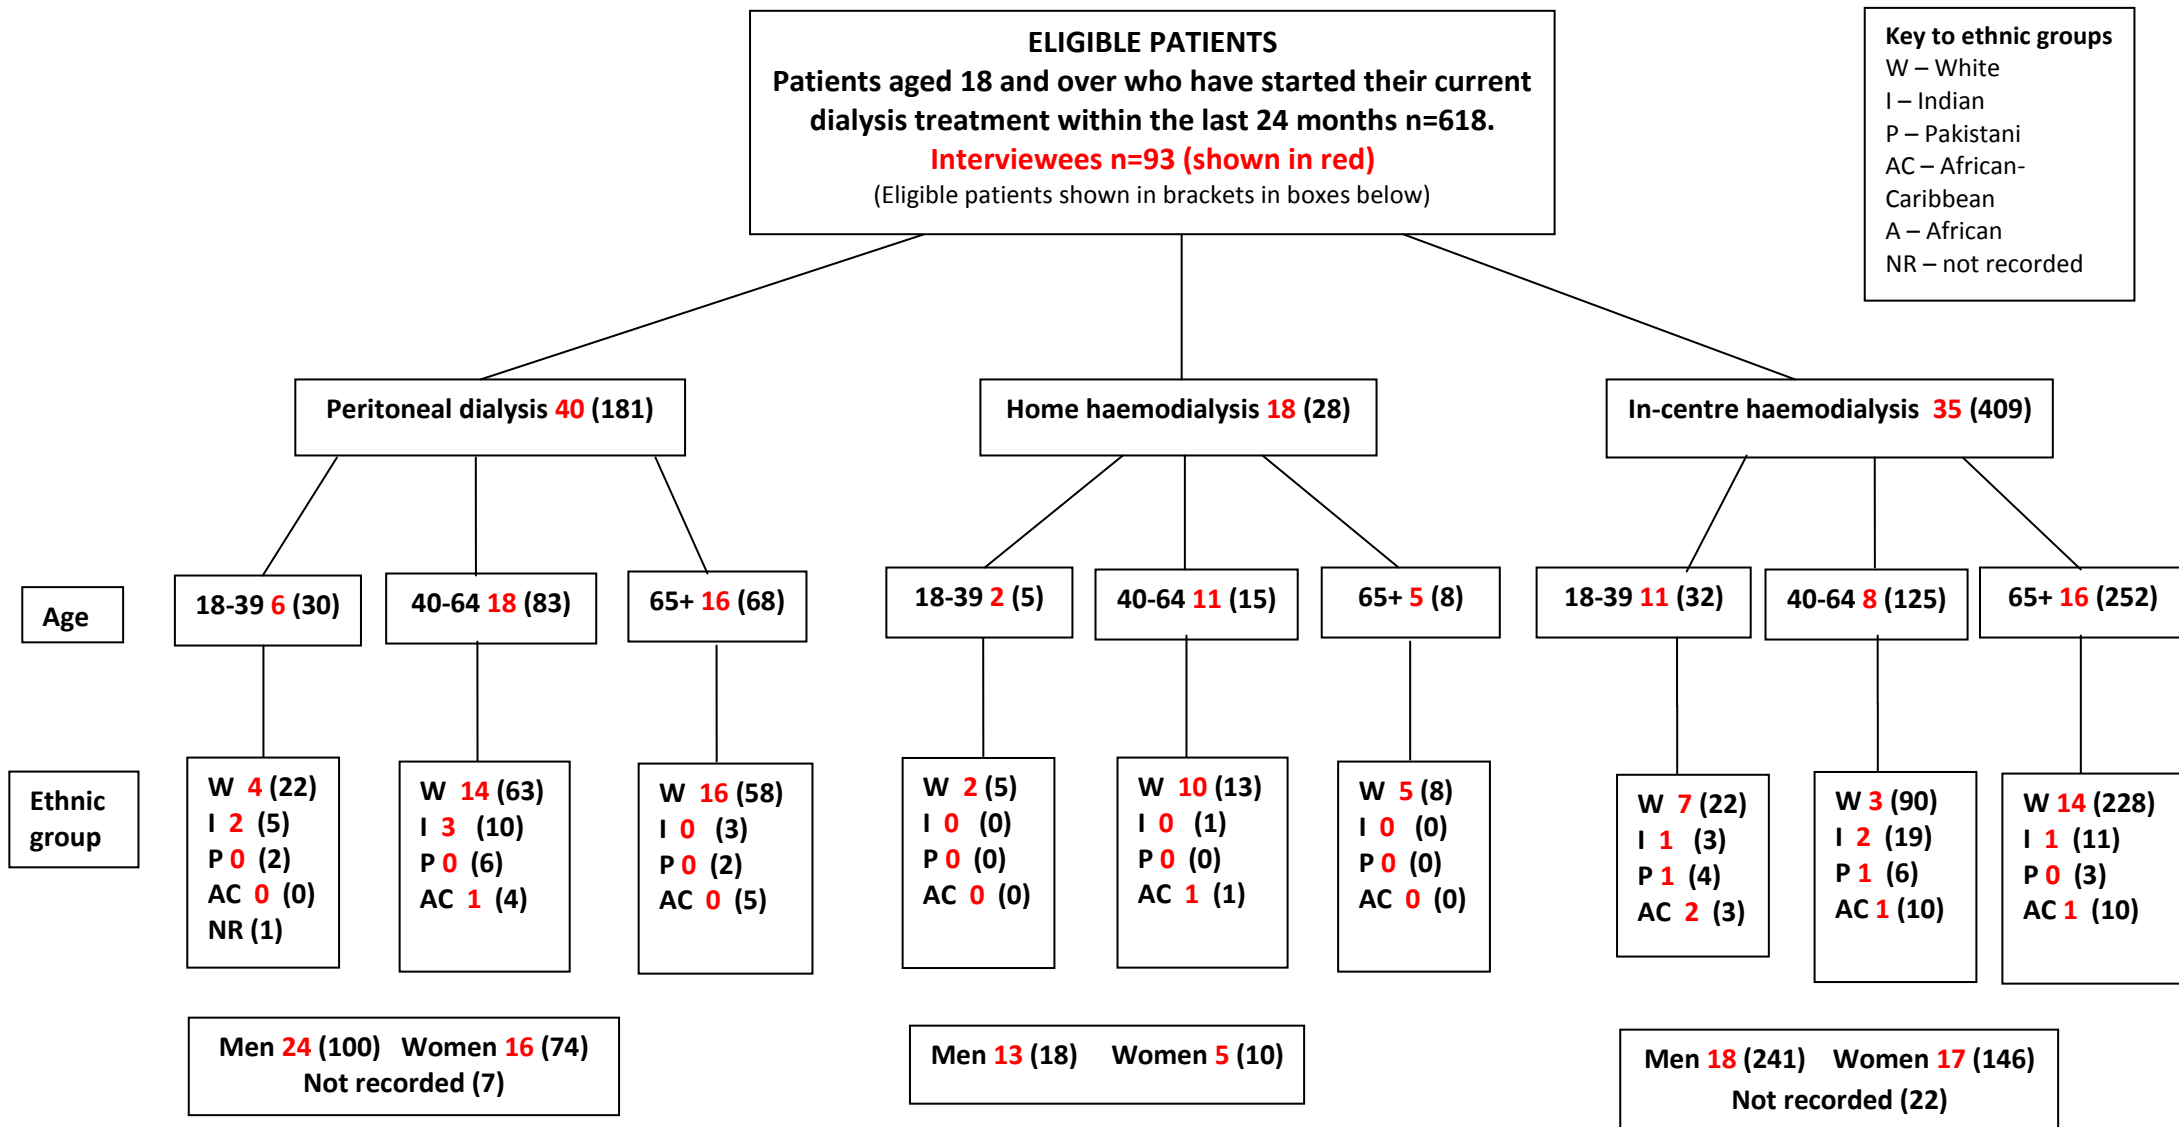 ELIGIBLE PATIENTS
Patients aged 18 and over who have started their current
dialysis treatment within the last 24 months n=618.
Interviewees n=93 (shown in red)
(Eligible patients shown in brackets in boxes below)
Key to ethnic groups
W – White
I – Indian
P – Pakistani
AC – African-
Caribbean
A – African
NR – not recorded
Peritoneal dialysis 40 (181)
Home haemodialysis 18 (28)
In-centre haemodialysis 35 (409)
Age
18-39 6 (30)
40-64 18 (83)
65+ 16 (68)
18-39 2 (5)
40-64 11 (15)
65+ 5 (8)
18-39 11 (32)
40-64 8 (125)
65+ 16 (252)
Ethnic
group
W 4 (22)
I 2 (5)
P 0 (2)
AC 0 (0)
NR (1)
W 14 (63)
I 3 (10)
P 0 (6)
AC 1 (4)
W 16 (58)
I 0 (3)
P 0 (2)
AC 0 (5)
W 2 (5)
I 0 (0)
P 0 (0)
AC 0 (0)
W 10 (13)
I 0 (1)
P 0 (0)
AC 1 (1)
W 5 (8)
I 0 (0)
P 0 (0)
AC 0 (0)
W 7 (22)
I 1 (3)
P 1 (4)
AC 2 (3)
W 3 (90)
I 2 (19)
P 1 (6)
AC 1 (10)
W 14 (228)
I 1 (11)
P 0 (3)
AC 1 (10)
Men 24 (100) Women 16 (74)
Not recorded (7)
Men 13 (18) Women 5 (10)
Men 18 (241) Women 17 (146)
Not recorded (22)